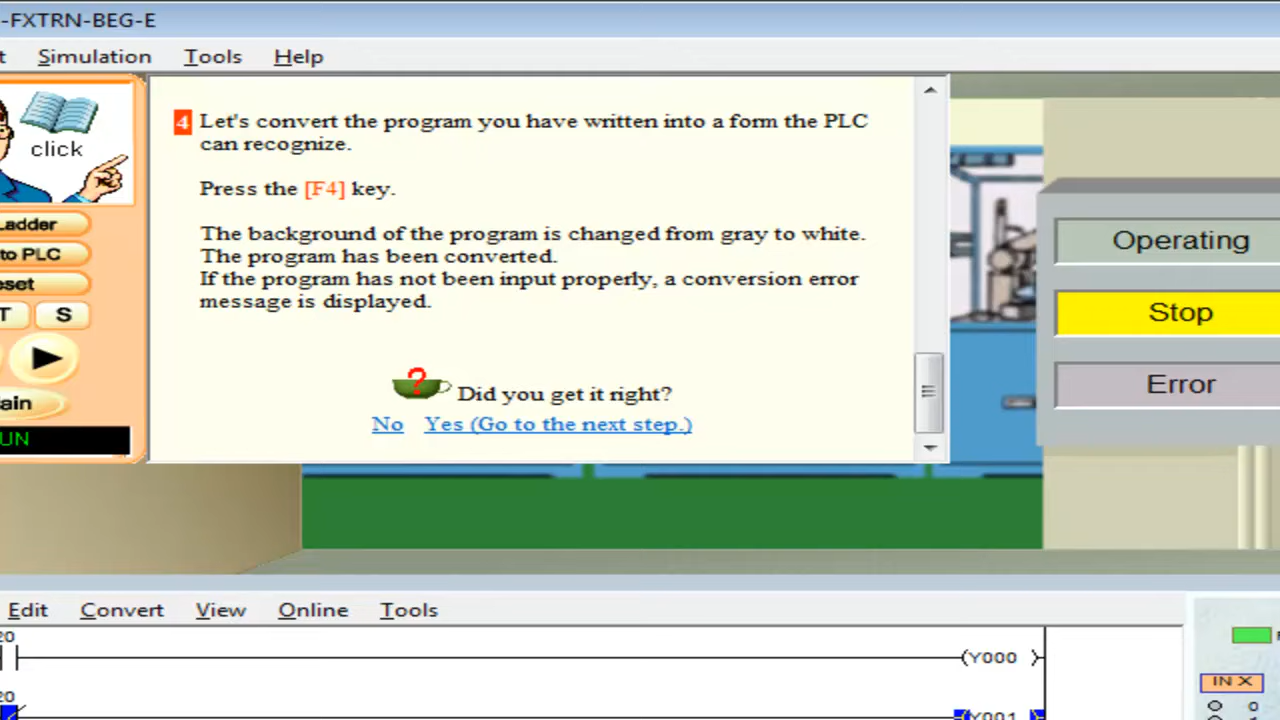 -FXTRN-BEG-E
t Simulation Tools Help
click
Ladder
to PLC
eset
T S
ain
UN
4 Let's convert the program you have written into a form the PLC
can recognize.
Press the [F4] key.
The background of the program is changed from gray to white.
The program has been converted.
If the program has not been input properly, a conversion error
message is displayed.
? Did you get it right?
No Yes (Go to the next step.)
Operating
Stop
Error
Edit Convert View Online Tools
20
(Y000 )
20
(Y001 )
IN X
0